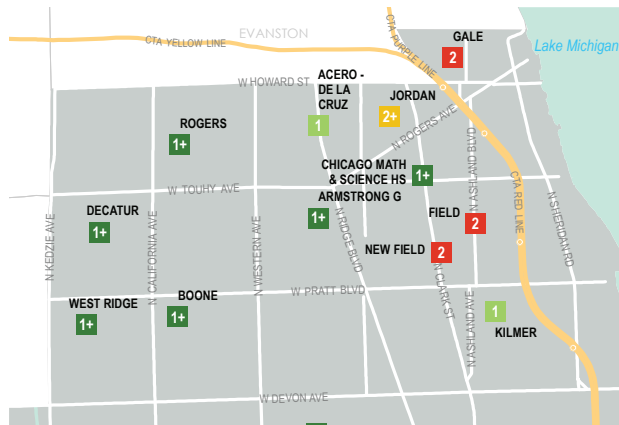 GALE
2
CTA YELLOW LINE
EVANSTON
CTA PURPLE LINE
Lake Michigan
W HOWARD ST
ACERO -
DE LA
CRUZ
1
JORDAN
2+
N ROGERS AVE
ROGERS
1+
CHICAGO MATH
& SCIENCE HS
1+
N ASHLAND BLVD
CTA RED LINE
N SHERIDAN RD
W TOUHY AVE
ARMSTRONG G
1+
DECATUR
1+
N KEDZIE AVE
N CALIFORNIA AVE
N WESTERN AVE
N RIDGE BLVD
FIELD
2
NEW FIELD
2
N CLARK ST
W PRATT BLVD
WEST RIDGE
1+
BOONE
1+
N ASHLAND AVE
1
KILMER
W DEVON AVE